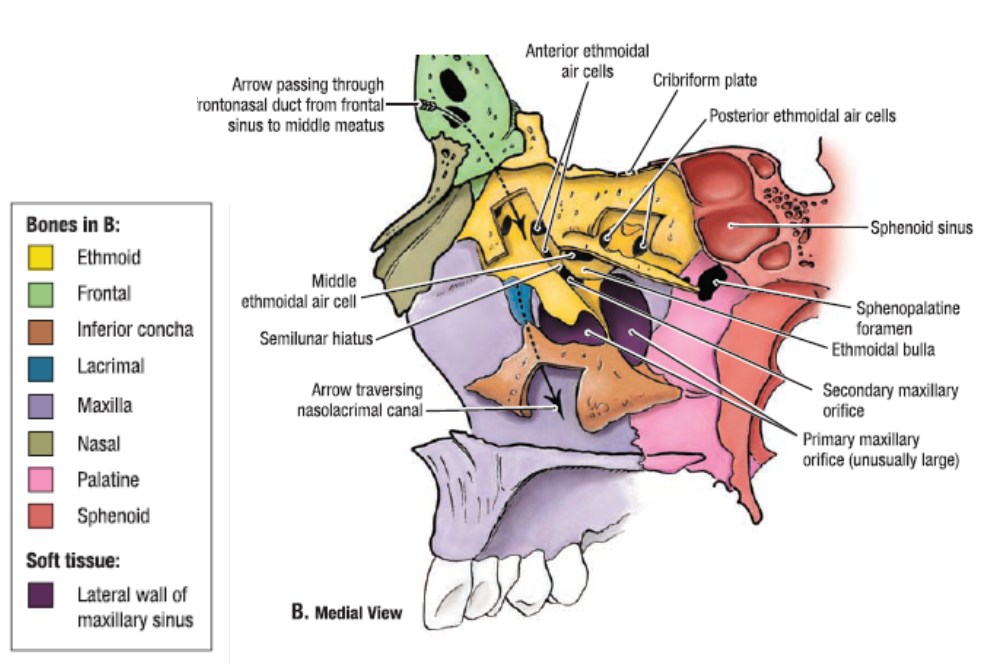 Anterior ethmoidal
air cells
Cribriform plate
Arrow passing through
rontonasal duct from frontal
sinus to middle meatus
Posterior ethmoidal air cells
Bones in B:
Ethmoid
Frontal
Inferior concha
Lacrimal
Maxilla
Nasal
Palatine
Sphenoid
Soft tissue:
Lateral wall of
maxillary sinus
Sphenoid sinus
Middle
ethmoidal air cell
Semilunar hiatus
Sphenopalatine
foramen
Ethmoidal bulla
Arrow traversing
nasolacrimal canal
Secondary maxillary
orifice
Primary maxillary
orifice (unusually large)
B. Medial View